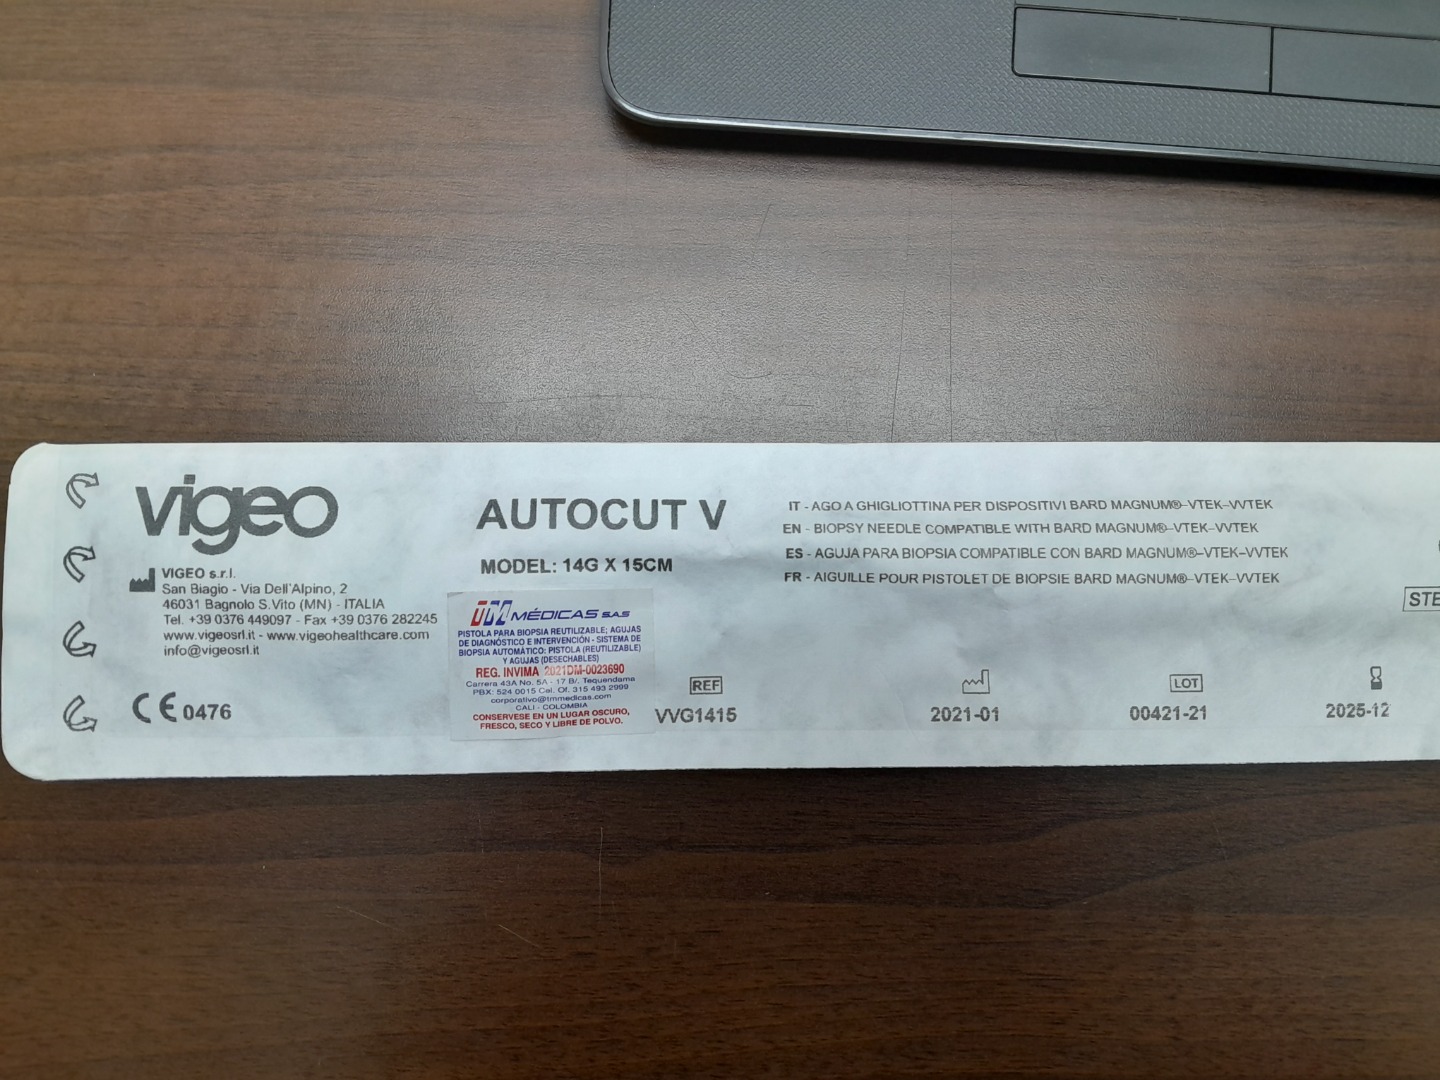 vigeo
VIGEO s.r.l.
San Biagio - Via Dell'Alpino, 2
46031 Bagnolo S.Vito (MN) - ITALIA
Tel. +39 0376 449097 - Fax +39 0376 282245
www.vigeosrl.it - www.vigeohealthcare.com
info@vigeosrl.it
CE 0476
AUTOCUT V
MODEL: 14G X 15CM
TM MÉDICAS S.A.S
PISTOLA PARA BIOPSIA REUTILIZABLE; AGUJAS
DE DIAGNÓSTICO E INTERVENCIÓN - SISTEMA DE
BIOPSIA AUTOMÁTICO: PISTOLA (REUTILIZABLE)
Y AGUJAS (DESECHABLES)
REG. INVIMA 2021DM-0023690
Carrera 43A No. 5A - 17 B/. Tequendama
PBX: 524 0015 Cel. Of. 315 493 2999
corporativo@tmmedicas.com
CALI - COLOMBIA
CONSERVESE EN UN LUGAR OSCURO,
FRESCO, SECO Y LIBRE DE POLVO.
IT - AGO A GHIGLIOTTINA PER DISPOSITIVI BARD MAGNUM®-VTEK-VVTEK
EN - BIOPSY NEEDLE COMPATIBLE WITH BARD MAGNUM®-VTEK-VVTEK
ES - AGUJA PARA BIOPSIA COMPATIBLE CON BARD MAGNUM®-VTEK-VVTEK
FR - AIGUILLE POUR PISTOLET DE BIOPSIE BARD MAGNUM®-VTEK-VVTEK
STE
REF
VVG1415
2021-01
LOT
00421-21
2025-12